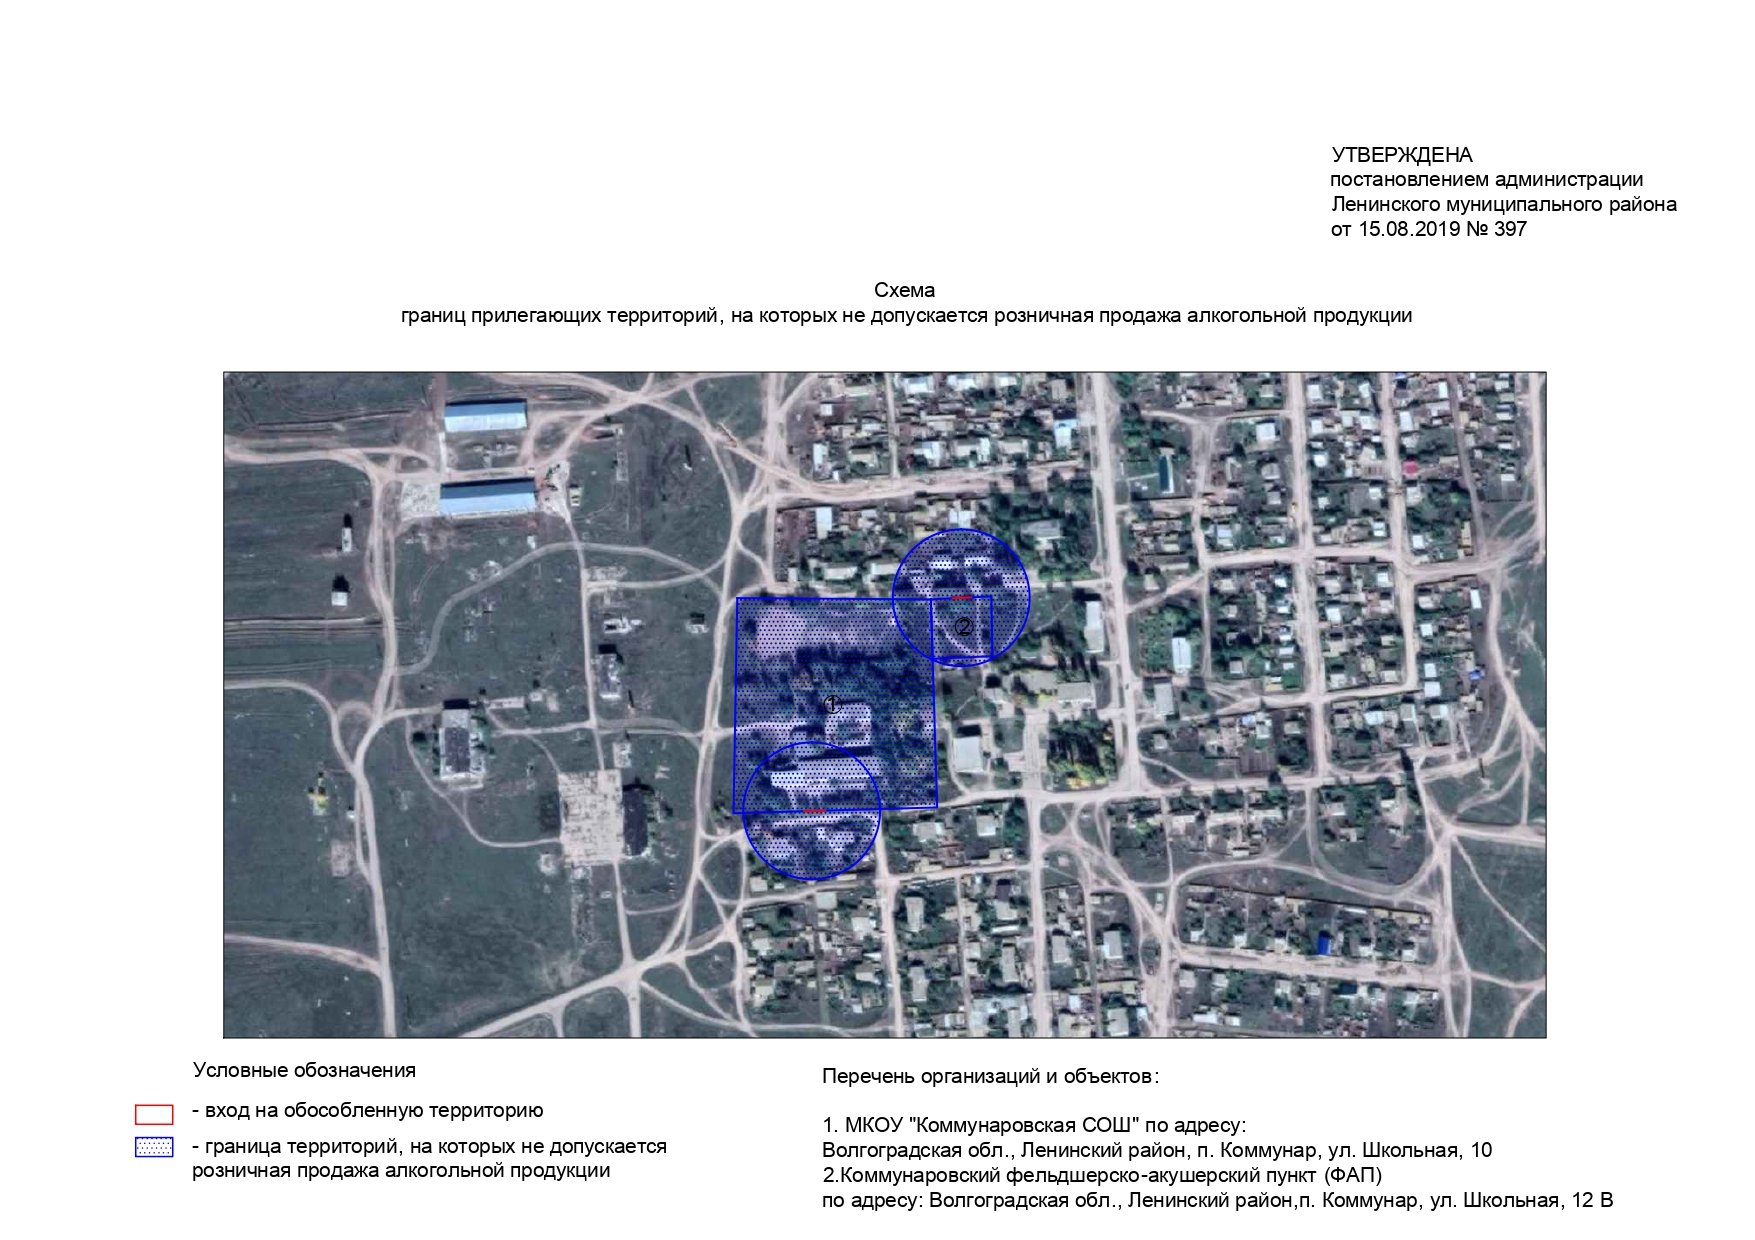 УТВЕРЖДЕНА
постановлением администрации
Ленинского муниципального района
от 15.08.2019 № 397
Схема
границ прилегающих территорий, на которых не допускается розничная продажа алкогольной продукции
2
1
Условные обозначения
- вход на обособленную территорию
- граница территорий, на которых не допускается
розничная продажа алкогольной продукции
Перечень организаций и объектов:
1. МКОУ "Коммунаровская СОШ" по адресу:
Волгоградская обл., Ленинский район, п. Коммунар, ул. Школьная, 10
2.Коммунаровский фельдшерско-акушерский пункт (ФАП)
по адресу: Волгоградская обл., Ленинский район,п. Коммунар, ул. Школьная, 12 В